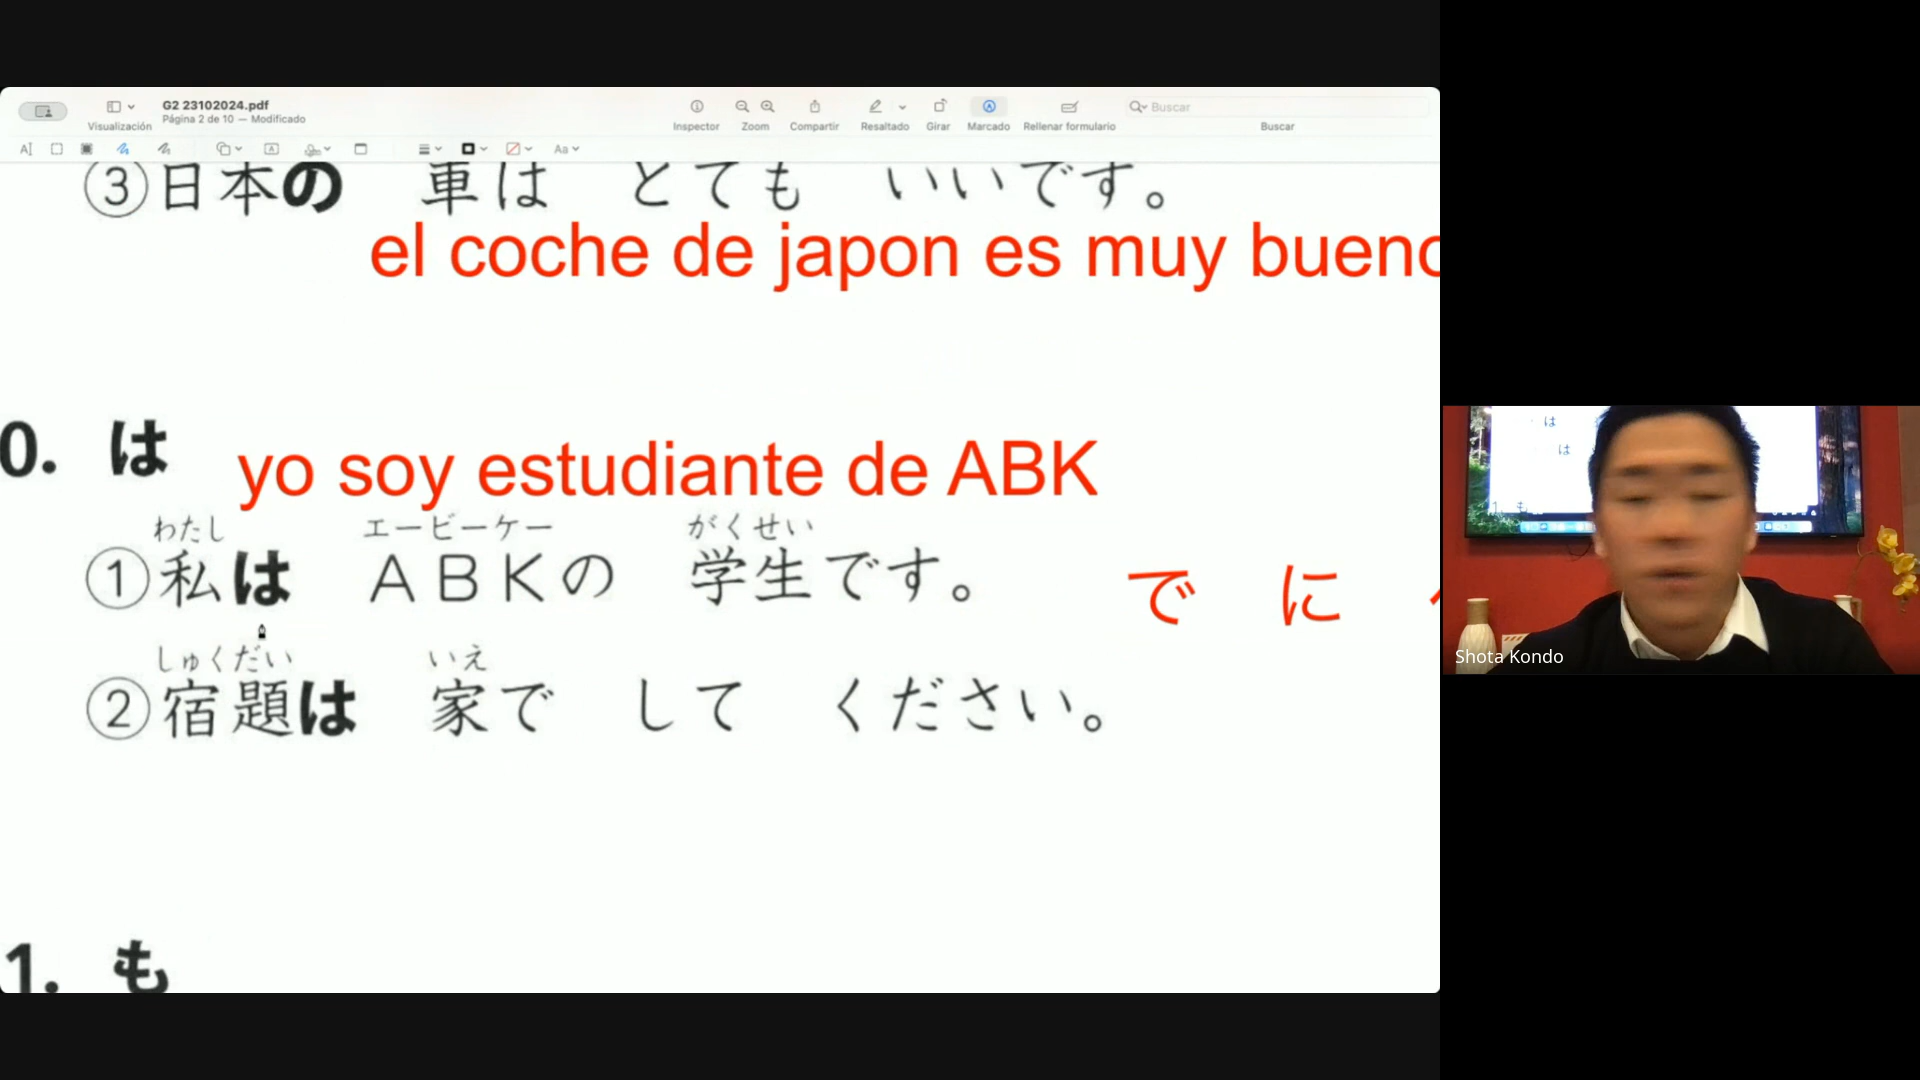 G2 23102024.pdf
Página 2 de 10 — Modificado
Visualización
Inspector
Zoom
Compartir
Resaltado
Girar
Marcado
Rellenar formulario
Buscar
Buscar
Aa
③日本の 車は とても いいです。
el coche de japon es muy bueno
0. は
yo soy estudiante de ABK
わたし エービーケー がくせい
①私は ABKの 学生です。
で に
しゅくだい いえ
②宿題は 家で して ください。
1. も
は
は
Shota Kondo